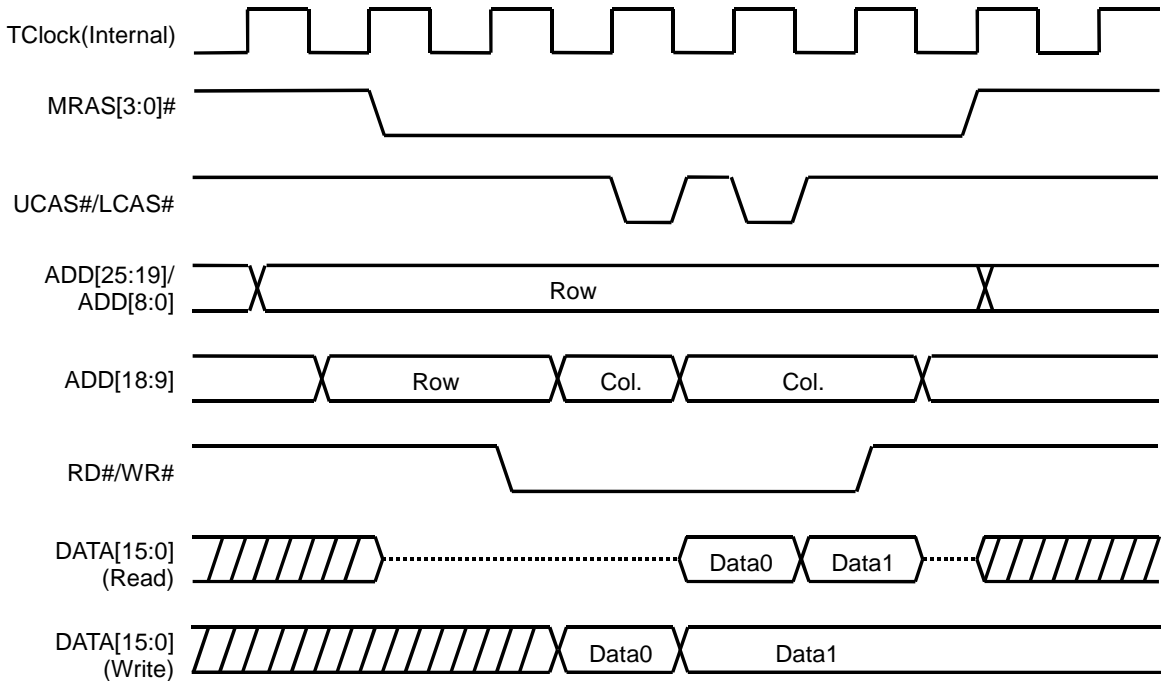 TClock(Internal)
MRAS[3:0]#
UCAS#/LCAS#
ADD[25:19]/
ADD[8:0]
Row
ADD[18:9]
Row
Col.
Col.
RD#/WR#
DATA[15:0]
(Read)
Data0
Data1
DATA[15:0]
(Write)
Data0
Data1